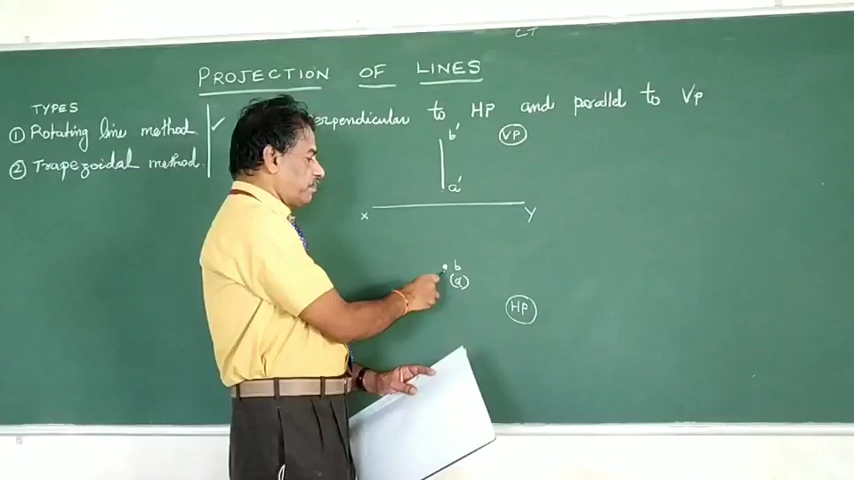 PROJECTION OF LINES
TYPES
① Rotating line method
② Trapezoidal method.
✓ erpendicular to HP and parallel to VP
b' VP
a'
x y
b
(a)
HP